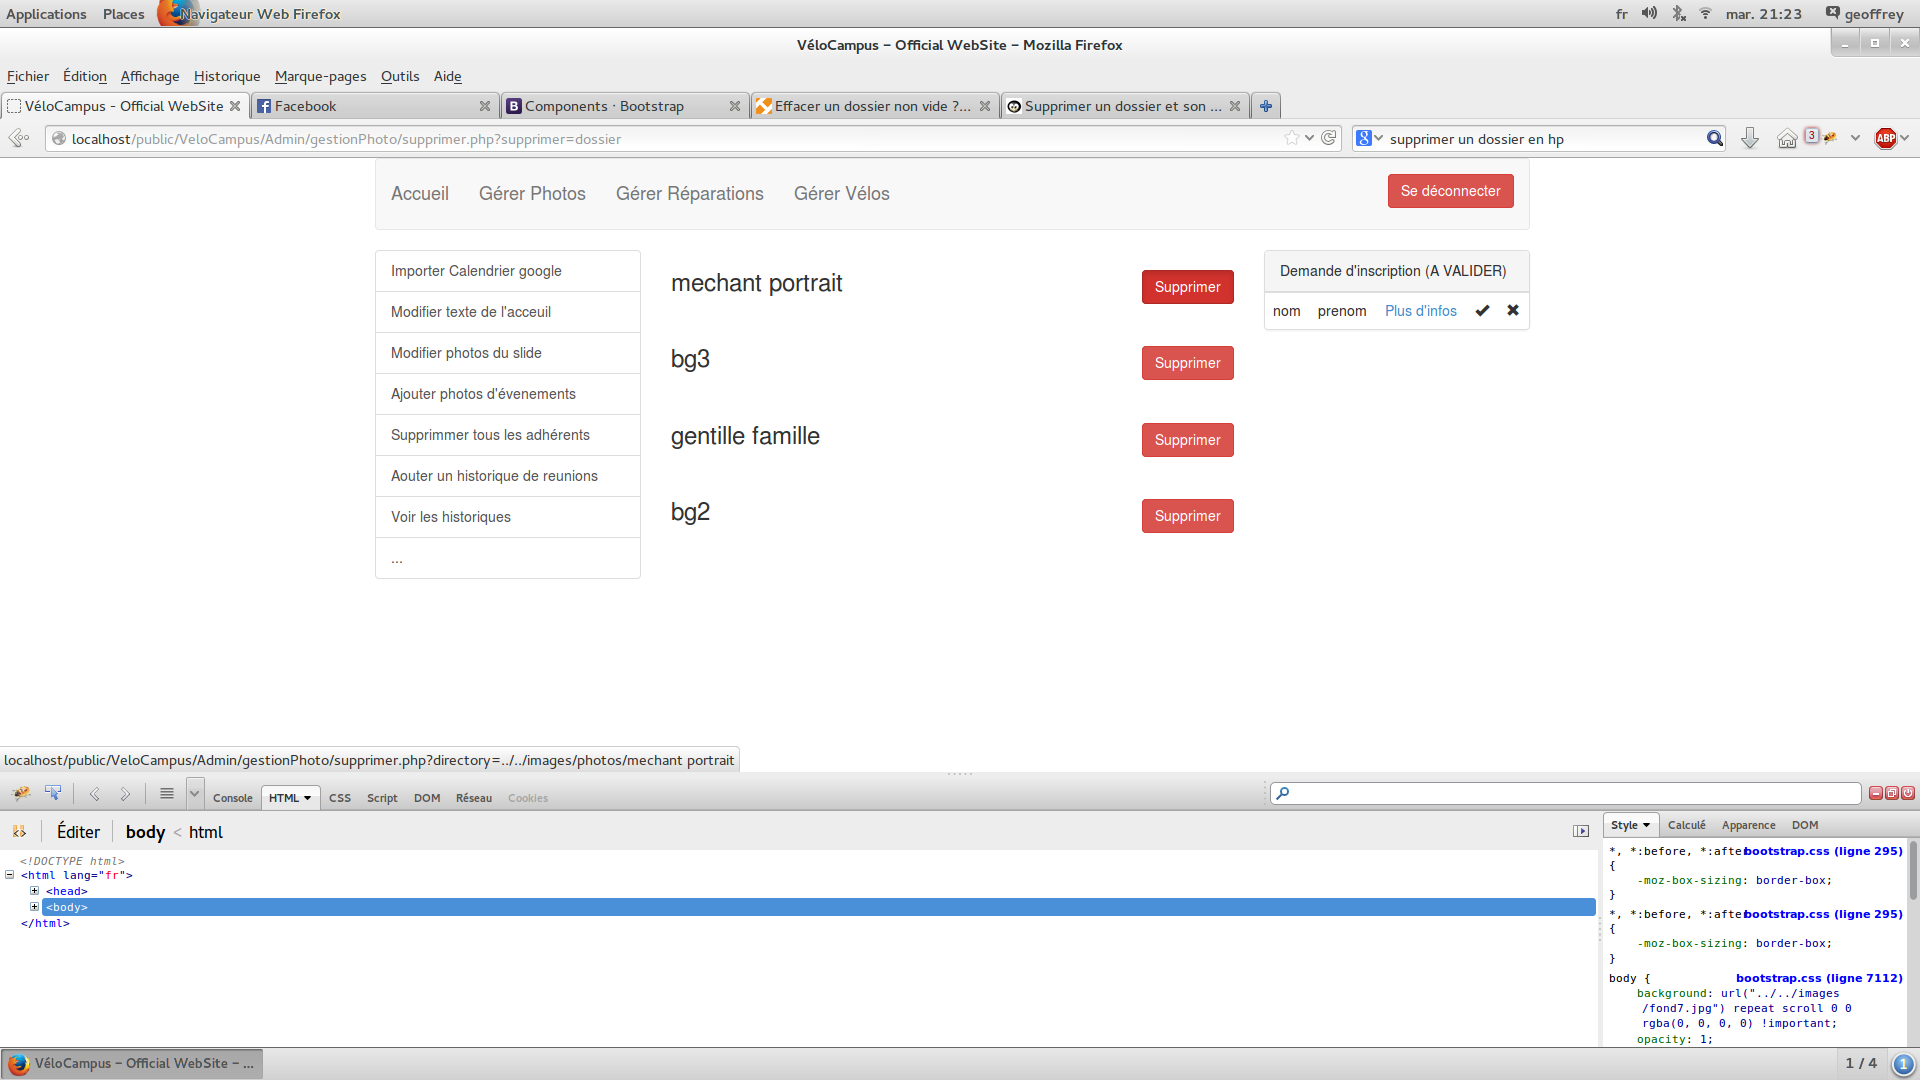 Applications Places Navigateur Web Firefox fr mar. 21:23 geoffrey
VéloCampus – Official WebSite – Mozilla Firefox
Fichier Édition Affichage Historique Marque-pages Outils Aide
VéloCampus - Official WebSite Facebook Components · Bootstrap Effacer un dossier non vide ?... Supprimer un dossier et son ...
localhost/public/VeloCampus/Admin/gestionPhoto/supprimer.php?supprimer=dossier supprimer un dossier en hp 3 ABP
Accueil Gérer Photos Gérer Réparations Gérer Vélos Se déconnecter
Importer Calendrier google
Modifier texte de l'acceuil
Modifier photos du slide
Ajouter photos d'évenements
Supprimmer tous les adhérents
Aouter un historique de reunions
Voir les historiques
...
mechant portrait Supprimer
bg3 Supprimer
gentille famille Supprimer
bg2 Supprimer
Demande d'inscription (A VALIDER)
nom prenom Plus d'infos
localhost/public/VeloCampus/Admin/gestionPhoto/supprimer.php?directory=../../images/photos/mechant portrait
Console HTML CSS Script DOM Réseau Cookies
Éditer body < html
<!DOCTYPE html>
<html lang="fr">
<head>
<body>
</html>
Style Calculé Apparence DOM
*, *:before, *:after bootstrap.css (ligne 295)
{
-moz-box-sizing: border-box;
}
*, *:before, *:after bootstrap.css (ligne 295)
{
-moz-box-sizing: border-box;
}
body { bootstrap.css (ligne 7112)
background: url("../../images
/fond7.jpg") repeat scroll 0 0
rgba(0, 0, 0, 0) !important;
opacity: 1;
VéloCampus – Official WebSite – ... 1 / 4 1